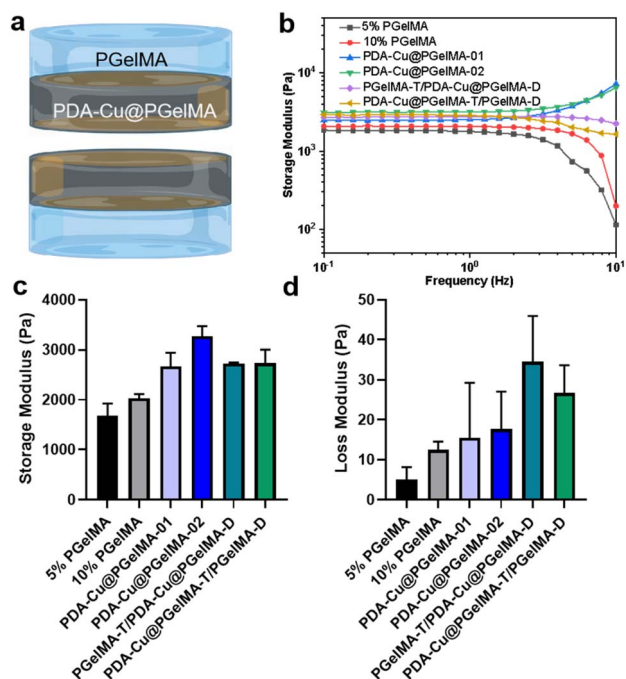 a
PGelMA
PDA-Cu@PGelMA
b
5% PGelMA
10% PGelMA
PDA-Cu@PGelMA-01
PDA-Cu@PGelMA-02
PGelMA-T/PDA-Cu@PGelMA-D
PDA-Cu@PGelMA-T/PGelMA-D
Storage Modulus (Pa)
10⁴
10³
10²
10⁻¹
10⁰
10¹
Frequency (Hz)
c
Storage Modulus (Pa)
4000
3000
2000
1000
0
5% PGelMA
10% PGelMA
PDA-Cu@PGelMA-01
PDA-Cu@PGelMA-02
PGelMA-T/PDA-Cu@PGelMA-D
PDA-Cu@PGelMA-T/PGelMA-D
d
Loss Modulus (Pa)
50
40
30
20
10
0
5% PGelMA
10% PGelMA
PDA-Cu@PGelMA-01
PDA-Cu@PGelMA-02
PGelMA-T/PDA-Cu@PGelMA-D
PDA-Cu@PGelMA-T/PGelMA-D